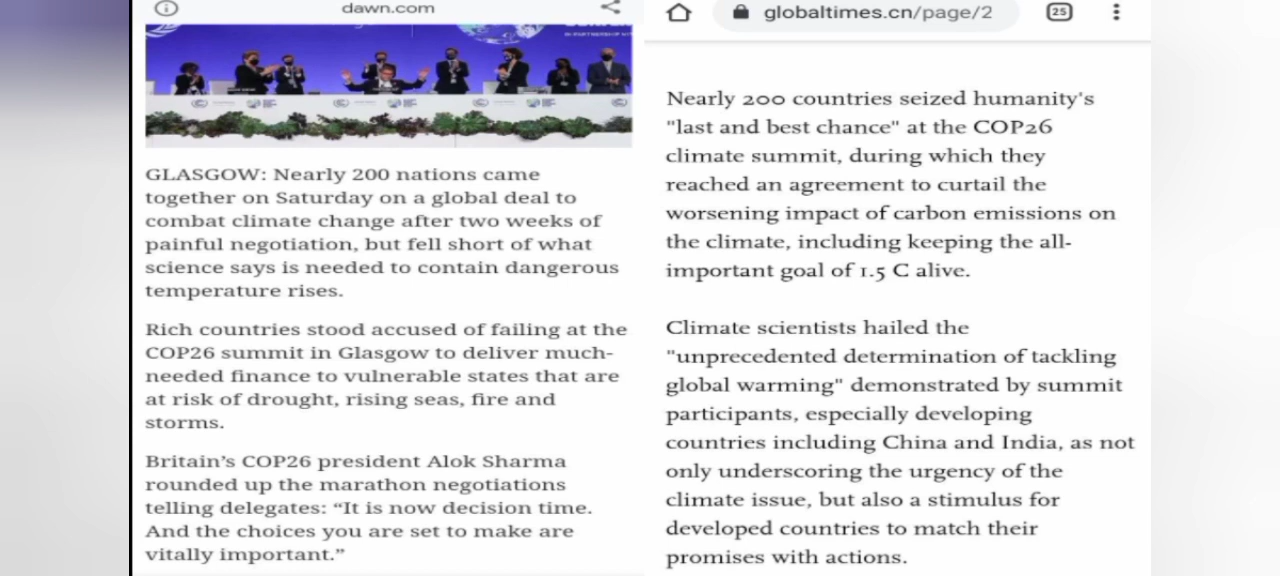 dawn.com
GLASGOW: Nearly 200 nations came
together on Saturday on a global deal to
combat climate change after two weeks of
painful negotiation, but fell short of what
science says is needed to contain dangerous
temperature rises.
Rich countries stood accused of failing at the
COP26 summit in Glasgow to deliver much-
needed finance to vulnerable states that are
at risk of drought, rising seas, fire and
storms.
Britain’s COP26 president Alok Sharma
rounded up the marathon negotiations
telling delegates: “It is now decision time.
And the choices you are set to make are
vitally important.”
globaltimes.cn/page/2
25
Nearly 200 countries seized humanity's
"last and best chance" at the COP26
climate summit, during which they
reached an agreement to curtail the
worsening impact of carbon emissions on
the climate, including keeping the all-
important goal of 1.5 C alive.
Climate scientists hailed the
"unprecedented determination of tackling
global warming" demonstrated by summit
participants, especially developing
countries including China and India, as not
only underscoring the urgency of the
climate issue, but also a stimulus for
developed countries to match their
promises with actions.